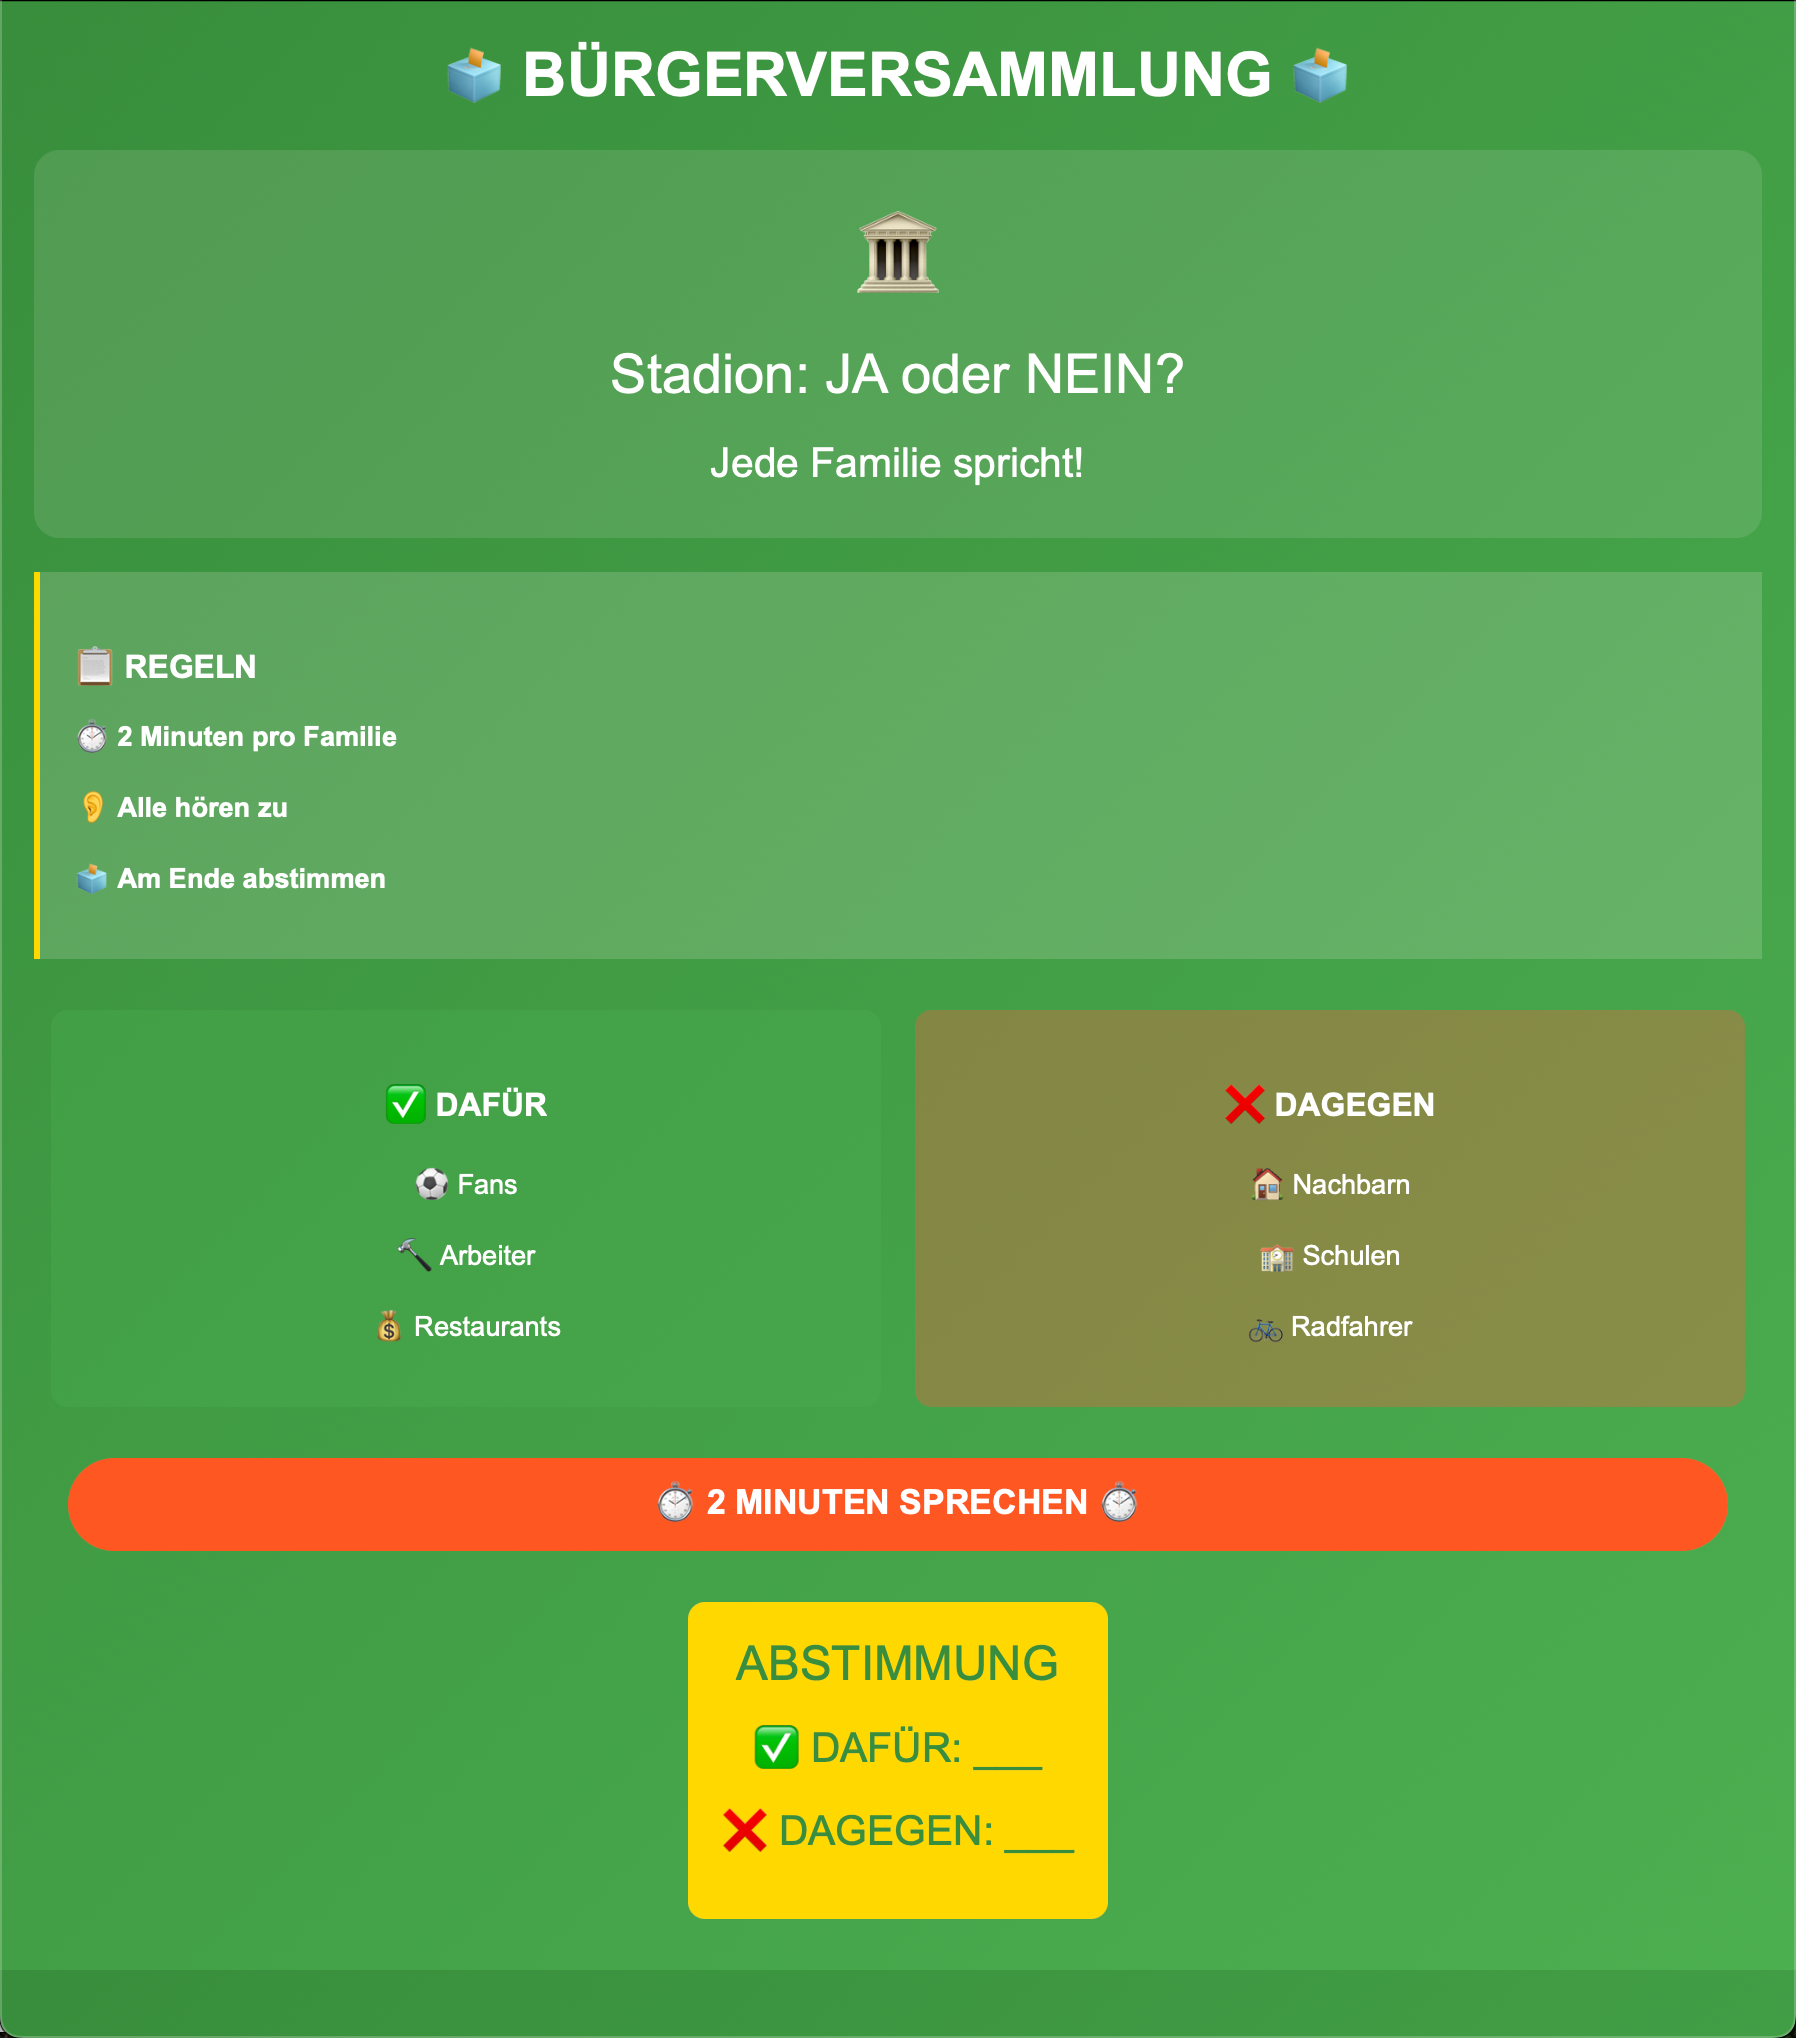 BÜRGERVERSAMMLUNG
Stadion: JA oder NEIN?
Jede Familie spricht!
REGELN
2 Minuten pro Familie
Alle hören zu
Am Ende abstimmen
DAFÜR
Fans
Arbeiter
Restaurants
DAGEGEN
Nachbarn
Schulen
Radfahrer
2 MINUTEN SPRECHEN
ABSTIMMUNG
DAFÜR: ___
DAGEGEN: ___